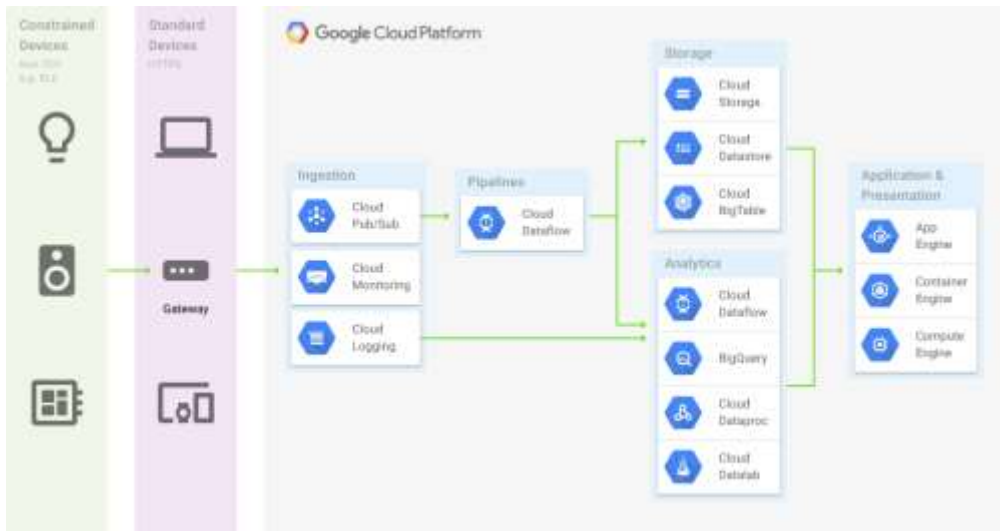 Constrained
Devices
Standard
Devices
HTTPS
Google Cloud Platform
Ingestion
Cloud
Pub/Sub
Cloud
Monitoring
Cloud
Logging
Pipelines
Cloud
Dataflow
Storage
Cloud
Storage
Cloud
Datastore
Cloud
BigTable
Analytics
Cloud
Dataflow
BigQuery
Cloud
Dataproc
Cloud
Datalab
Application &
Presentation
App
Engine
Container
Engine
Compute
Engine
Gateway